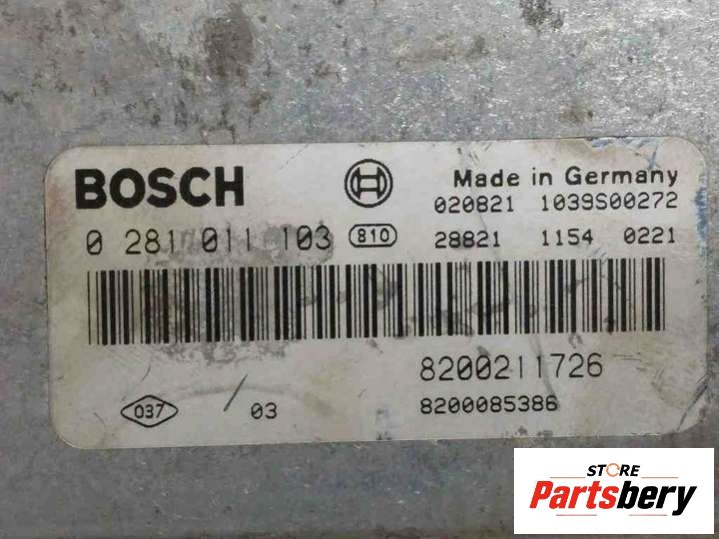 BOSCH
Made in Germany
020821 1039S00272
0 281 011 103 810 28821 1154 0221
8200211726
037 / 03 8200085386
STORE
Partsbery